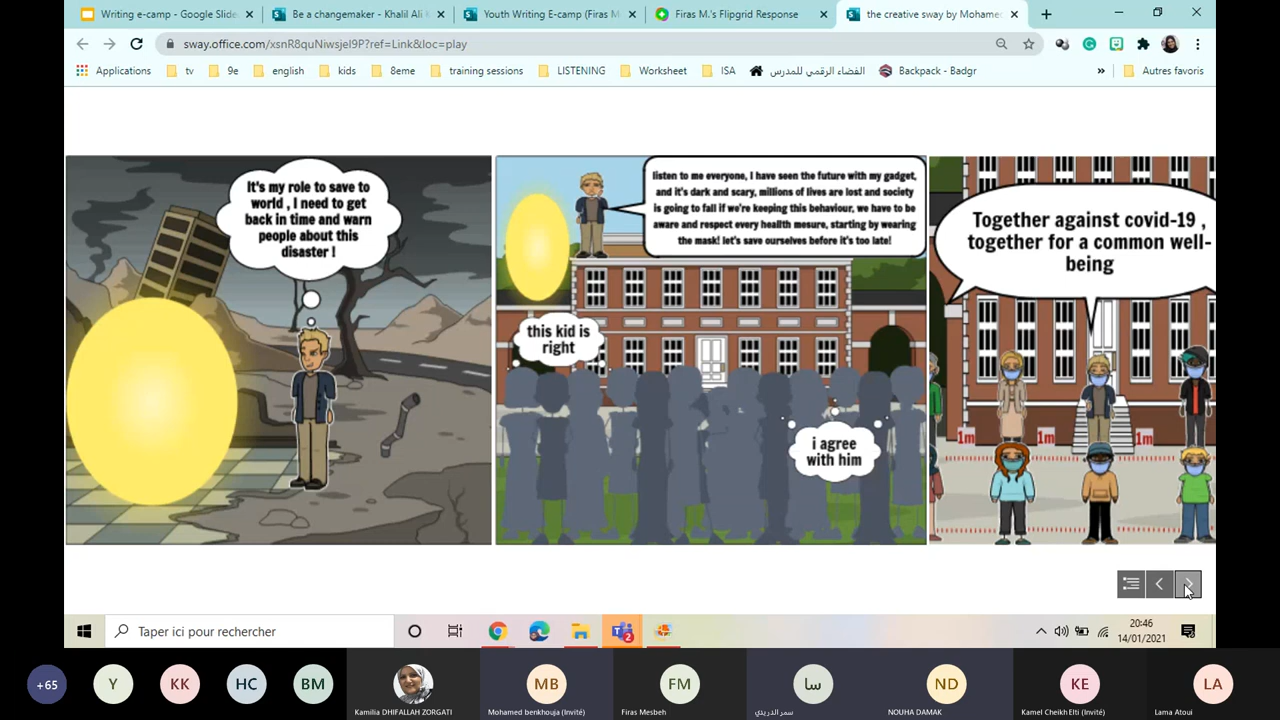 Writing e-camp - Google Slide
Be a changemaker - Khalil Ali
Youth Writing E-camp (Firas M
Firas M.'s Flipgrid Response
the creative sway by Mohame
sway.office.com/xsnR8quNiwsjel9P?ref=Link&loc=play
Applications
tv
9e
english
kids
8eme
training sessions
LISTENING
Worksheet
ISA
الفضاء الرقمي للمدرس
Backpack - Badgr
»
Autres favoris
It's my role to save to
world , I need to get
back in time and warn
people about this
disaster !
listen to me everyone, I have seen the future with my gadget,
and it's dark and scary, millions of lives are lost and society
is going to fall if we're keeping this behaviour, we have to be
aware and respect every health mesure, starting by wearing
the mask! let's save ourselves before it's too late!
this kid is
right
i agree
with him
Together against covid-19 ,
together for a common well-
being
1m
1m
1m
Taper ici pour rechercher
2
20:46
14/01/2021
+65
Y
KK
HC
BM
Kamilia DHIFALLAH ZORGATI
MB
Mohamed benkhouja (Invité)
FM
Firas Mesbeh
سا
سمر الدريدي
ND
NOUHA DAMAK
KE
Kamel Cheikh Elti (Invité)
LA
Lama Atoui